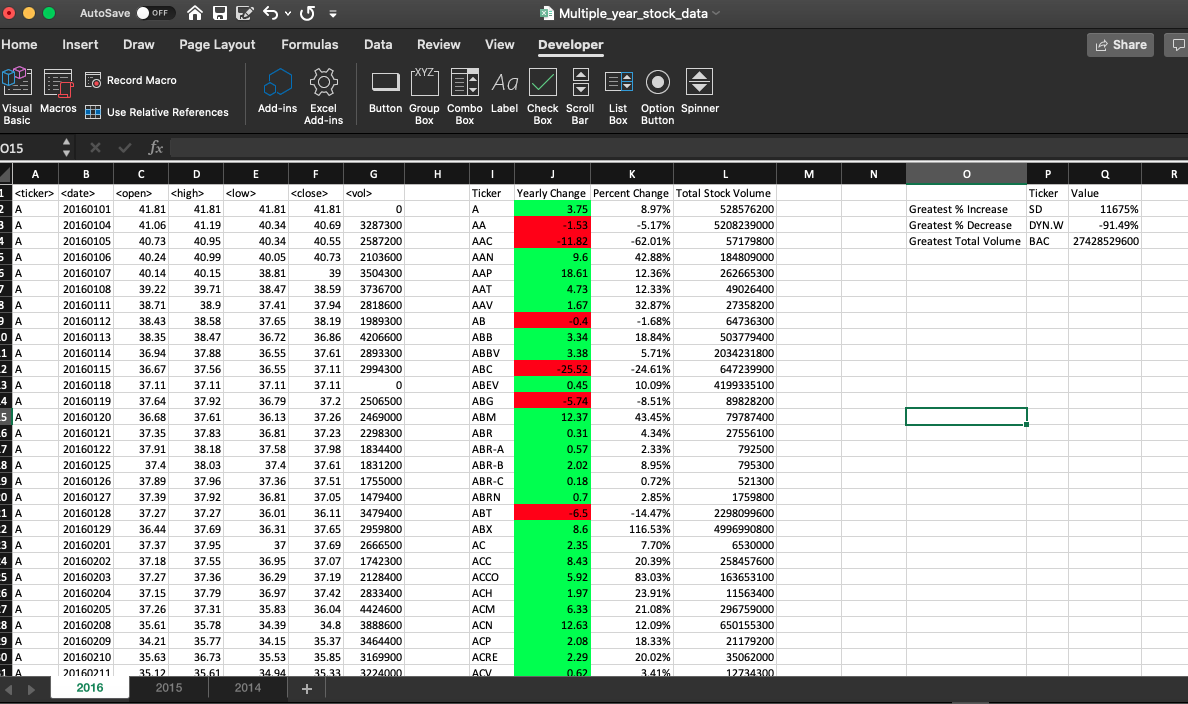 AutoSave OFF Multiple_year_stock_data
Home Insert Draw Page Layout Formulas Data Review View Developer Share
Visual Basic Macros Record Macro Use Relative References Add-ins Excel Add-ins Button Group Box Combo Box Label Check Box Scroll Bar List Box Option Button Spinner
XYZ Aa
O15 fx
A B C D E F G H I J K L M N O P Q R
1 <ticker> <date> <open> <high> <low> <close> <vol> Ticker Yearly Change Percent Change Total Stock Volume Ticker Value
2 A 20160101 41.81 41.81 41.81 41.81 0 A 3.75 8.97% 528576200 Greatest % Increase SD 11675%
3 A 20160104 41.06 41.19 40.34 40.69 3287300 AA -1.53 -5.17% 5208239000 Greatest % Decrease DYN.W -91.49%
4 A 20160105 40.73 40.95 40.34 40.55 2587200 AAC -11.82 -62.01% 57179800 Greatest Total Volume BAC 27428529600
5 A 20160106 40.24 40.99 40.05 40.73 2103600 AAN 9.6 42.88% 184809000
6 A 20160107 40.14 40.15 38.81 39 3504300 AAP 18.61 12.36% 262665300
7 A 20160108 39.22 39.71 38.47 38.59 3736700 AAT 4.73 12.33% 49026400
8 A 20160111 38.71 38.9 37.41 37.94 2818600 AAV 1.67 32.87% 27358200
9 A 20160112 38.43 38.58 37.65 38.19 1989300 AB -0.4 -1.68% 64736300
0 A 20160113 38.35 38.47 36.72 36.86 4206600 ABB 3.34 18.84% 503779400
1 A 20160114 36.94 37.88 36.55 37.61 2893300 ABBV 3.38 5.71% 2034231800
2 A 20160115 36.67 37.56 36.55 37.11 2994300 ABC -25.52 -24.61% 647239900
3 A 20160118 37.11 37.11 37.11 37.11 0 ABEV 0.45 10.09% 4199335100
4 A 20160119 37.64 37.92 36.79 37.2 2506500 ABG -5.74 -8.51% 89828200
5 A 20160120 36.68 37.61 36.13 37.26 2469000 ABM 12.37 43.45% 79787400
6 A 20160121 37.35 37.83 36.81 37.23 2298300 ABR 0.31 4.34% 27556100
7 A 20160122 37.91 38.18 37.58 37.98 1834400 ABR-A 0.57 2.33% 792500
8 A 20160125 37.4 38.03 37.4 37.61 1831200 ABR-B 2.02 8.95% 795300
9 A 20160126 37.89 37.96 37.36 37.51 1755000 ABR-C 0.18 0.72% 521300
0 A 20160127 37.39 37.92 36.81 37.05 1479400 ABRN 0.7 2.85% 1759800
1 A 20160128 37.27 37.27 36.01 36.11 3479400 ABT -6.5 -14.47% 2298099600
2 A 20160129 36.44 37.69 36.31 37.65 2959800 ABX 8.6 116.53% 4996990800
3 A 20160201 37.37 37.95 37 37.69 2666500 AC 2.35 7.70% 6530000
4 A 20160202 37.18 37.55 36.95 37.07 1742300 ACC 8.43 20.39% 258457600
5 A 20160203 37.27 37.36 36.29 37.19 2128400 ACCO 5.92 83.03% 163653100
6 A 20160204 37.15 37.79 36.97 37.42 2833400 ACH 1.97 23.91% 11563400
7 A 20160205 37.26 37.31 35.83 36.04 4424600 ACM 6.33 21.08% 296759000
8 A 20160208 35.61 35.78 34.39 34.8 3888600 ACN 12.63 12.09% 650155300
9 A 20160209 34.21 35.77 34.15 35.37 3464400 ACP 2.08 18.33% 21179200
0 A 20160210 35.63 36.73 35.53 35.85 3169900 ACRE 2.29 20.02% 35062000
1 A 20160211 35.12 35.61 34.94 35.33 3224000 ACV 0.62 3.41% 12734300
2016 2015 2014 +